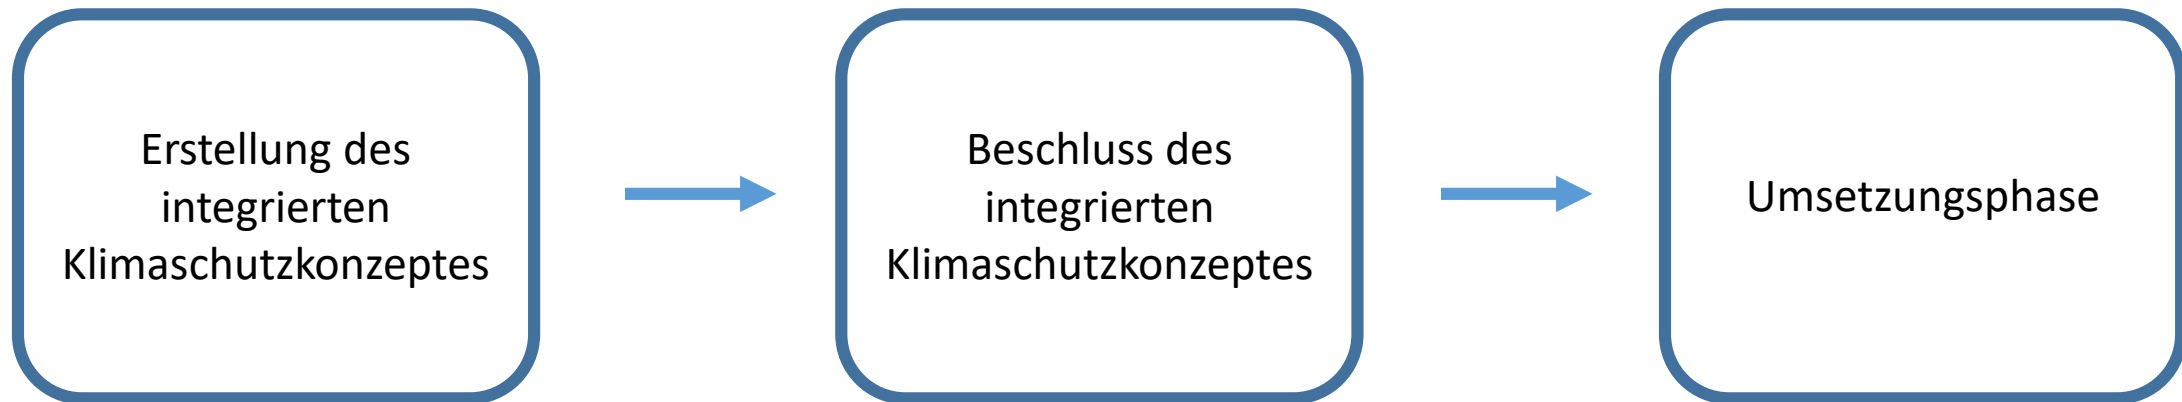 Erstellung des
integrierten
Klimaschutzkonzeptes
Beschluss des
integrierten
Klimaschutzkonzeptes
Umsetzungsphase